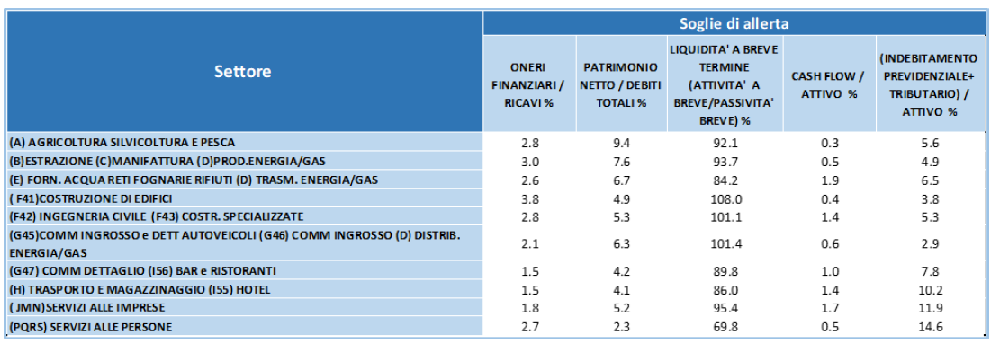 Settore
Soglie di allerta
ONERI
FINANZIARI /
RICAVI %
PATRIMONIO
NETTO / DEBITI
TOTALI %
LIQUIDITA' A BREVE
TERMINE
(ATTIVITA' A
BREVE/PASSIVITA'
BREVE) %
CASH FLOW /
ATTIVO %
(INDEBITAMENTO
PREVIDENZIALE+
TRIBUTARIO) /
ATTIVO %
(A) AGRICOLTURA SILVICOLTURA E PESCA 2.8 9.4 92.1 0.3 5.6
(B)ESTRAZIONE (C)MANIFATTURA (D)PROD.ENERGIA/GAS 3.0 7.6 93.7 0.5 4.9
(E) FORN. ACQUA RETI FOGNARIE RIFIUTI (D) TRASM. ENERGIA/GAS 2.6 6.7 84.2 1.9 6.5
( F41)COSTRUZIONE DI EDIFICI 3.8 4.9 108.0 0.4 3.8
(F42) INGEGNERIA CIVILE (F43) COSTR. SPECIALIZZATE 2.8 5.3 101.1 1.4 5.3
(G45)COMM INGROSSO e DETT AUTOVEICOLI (G46) COMM INGROSSO (D) DISTRIB.
ENERGIA/GAS 2.1 6.3 101.4 0.6 2.9
(G47) COMM DETTAGLIO (I56) BAR e RISTORANTI 1.5 4.2 89.8 1.0 7.8
(H) TRASPORTO E MAGAZZINAGGIO (I55) HOTEL 1.5 4.1 86.0 1.4 10.2
( JMN)SERVIZI ALLE IMPRESE 1.8 5.2 95.4 1.7 11.9
(PQRS) SERVIZI ALLE PERSONE 2.7 2.3 69.8 0.5 14.6